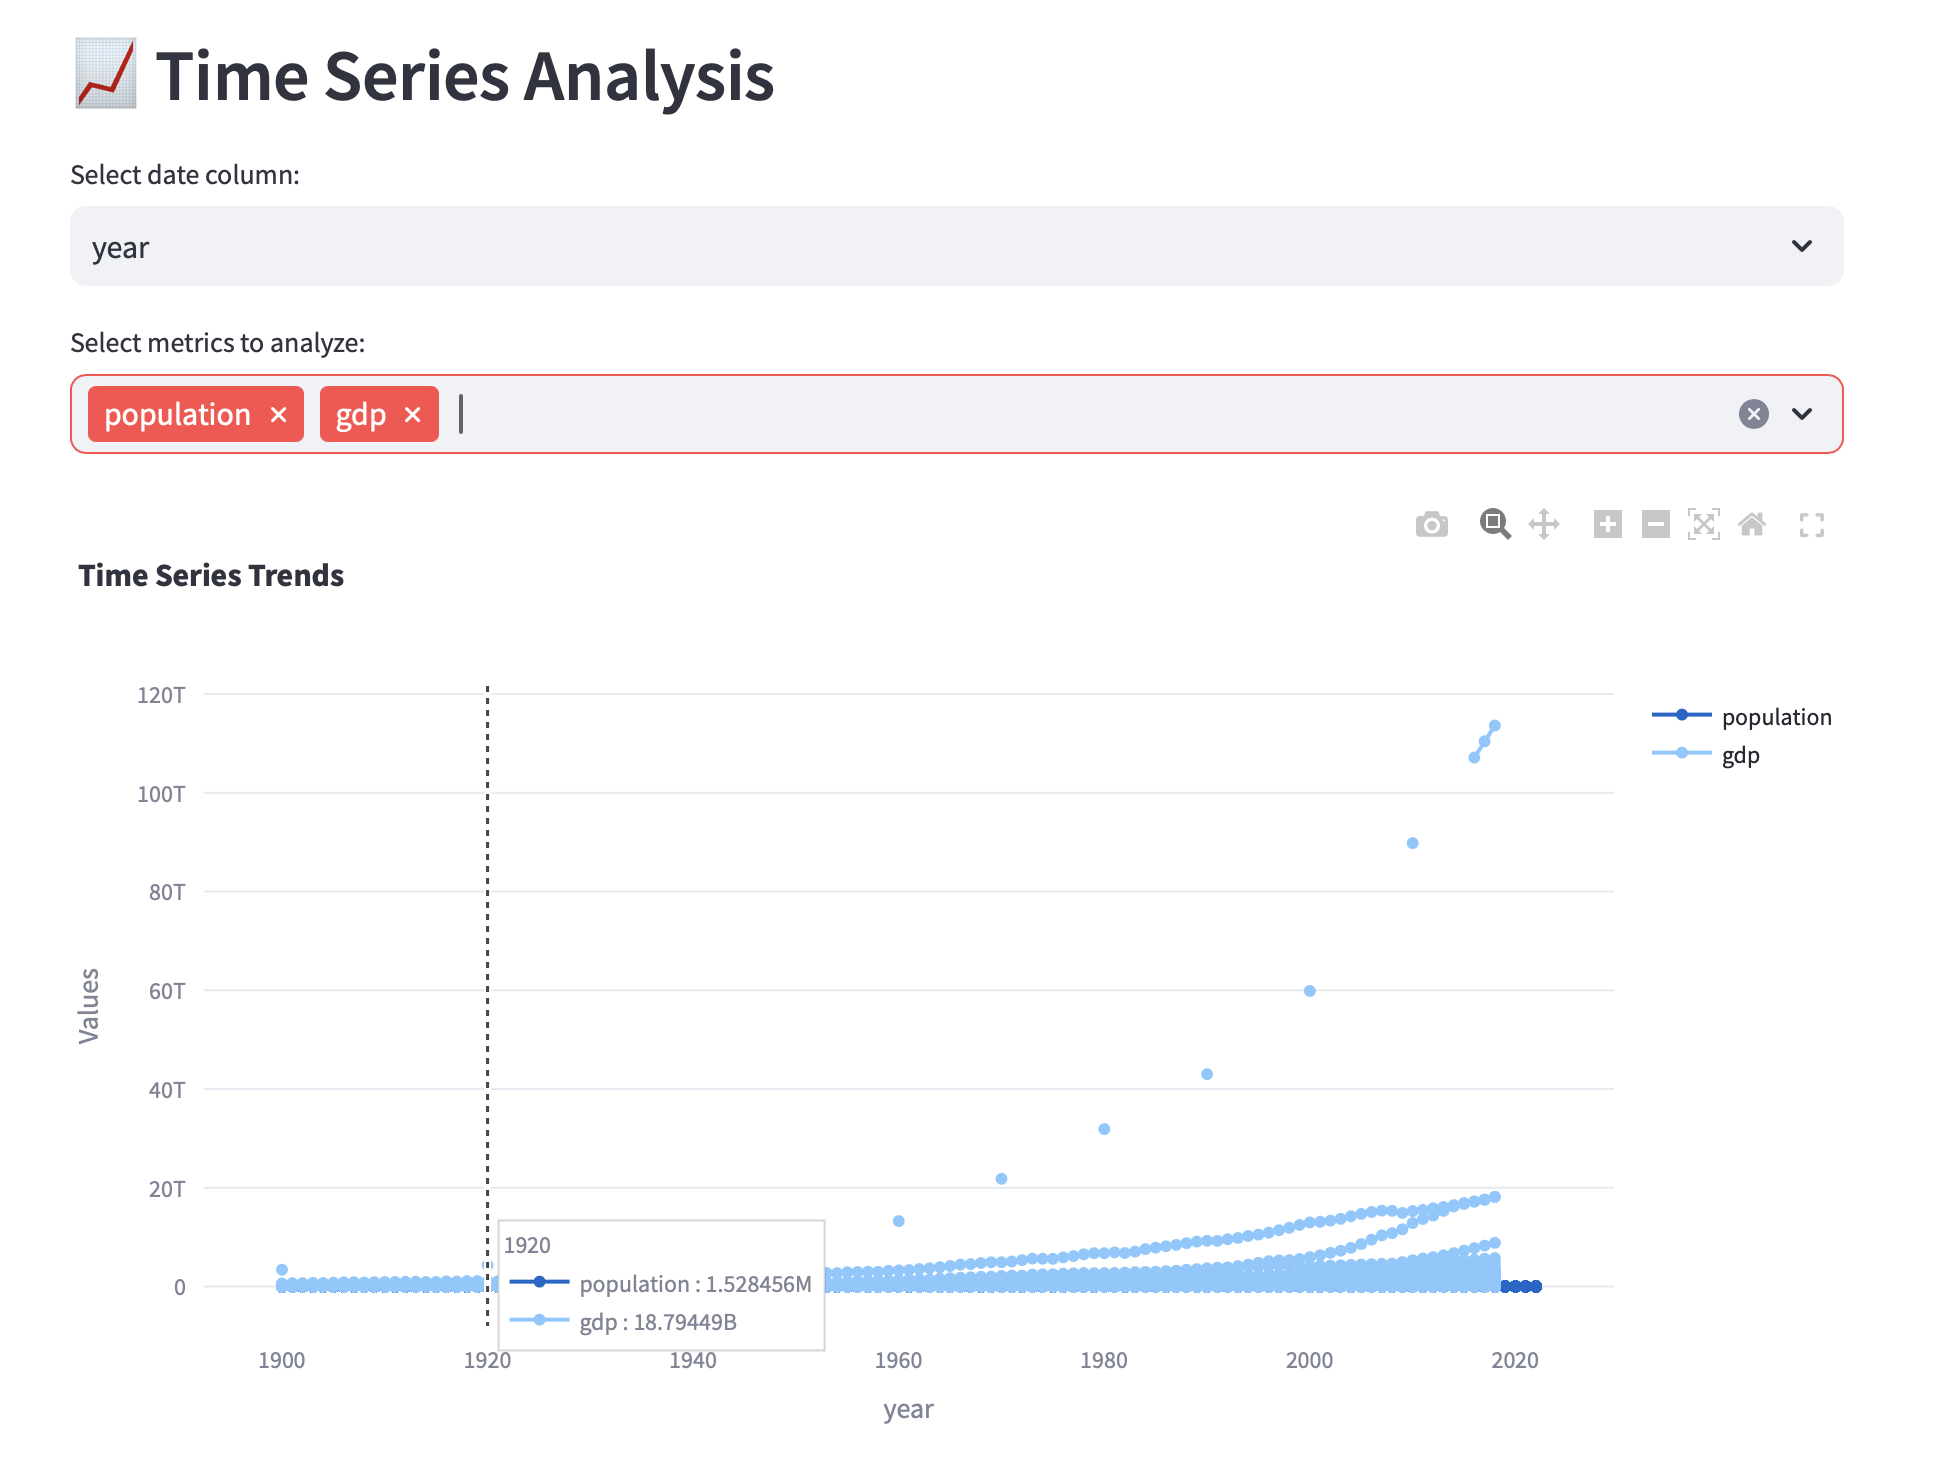 Time Series Analysis
Select date column:
year
Select metrics to analyze:
population gdp
Time Series Trends
120T
100T
80T
60T
40T
20T
0
Values
population
gdp
1920
population : 1.528456M
gdp : 18.79449B
1900 1920 1940 1960 1980 2000 2020
year